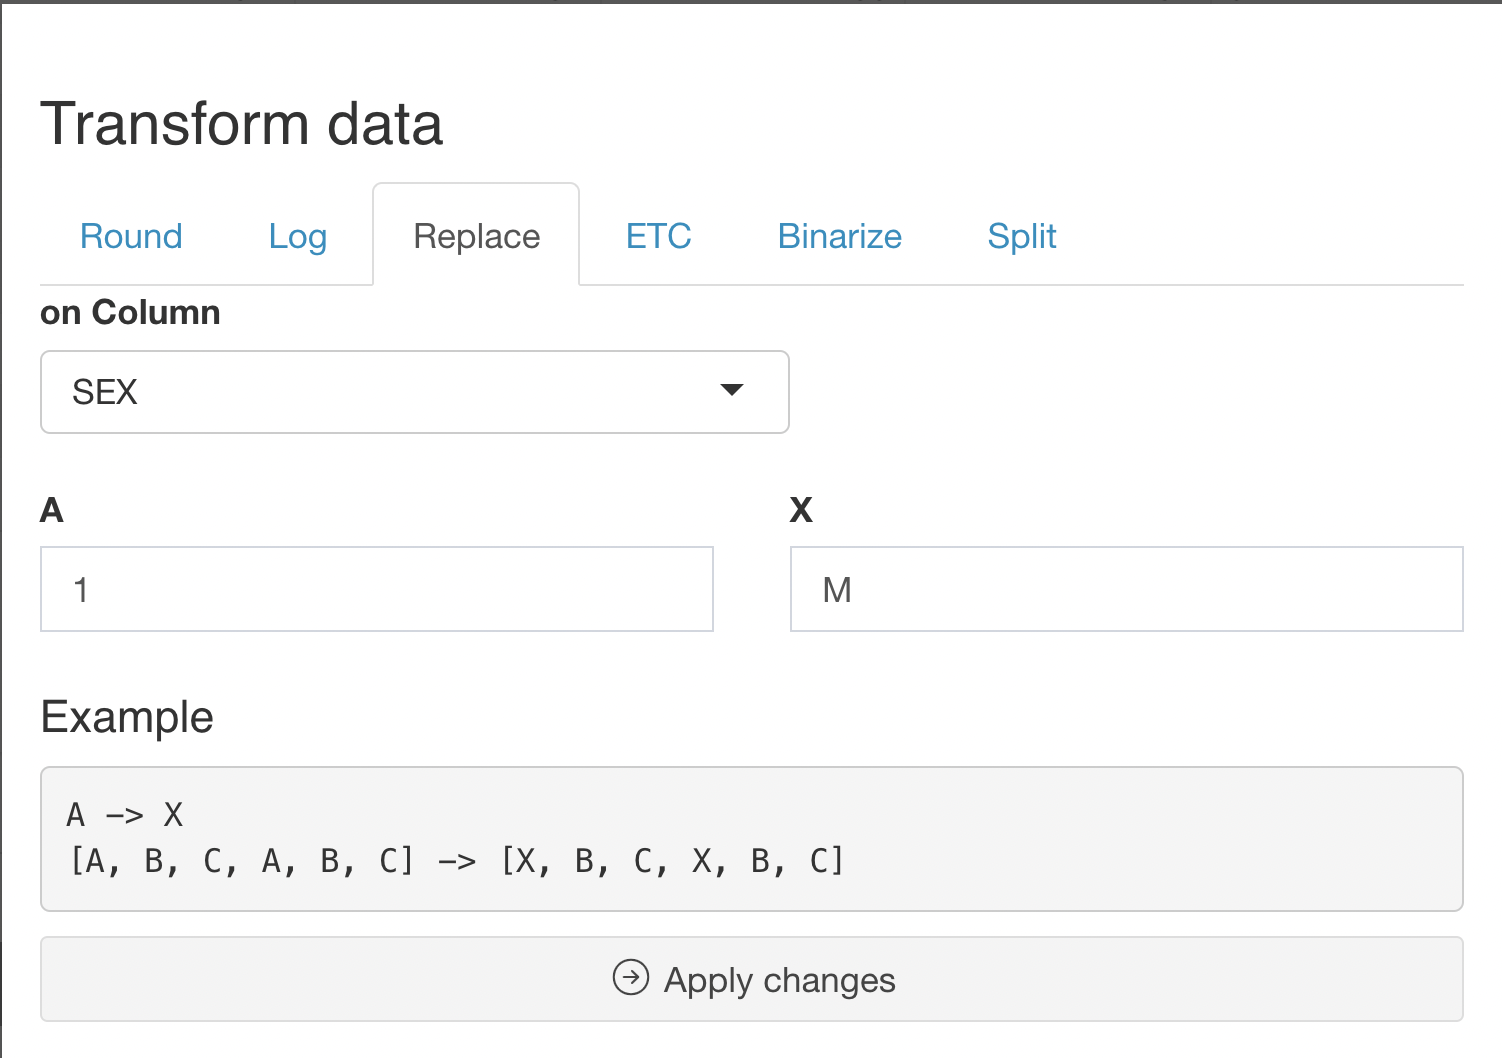 Transform data
Round Log Replace ETC Binarize Split
on Column
SEX
A X
1 M
Example
A –> X
[A, B, C, A, B, C] –> [X, B, C, X, B, C]
Apply changes